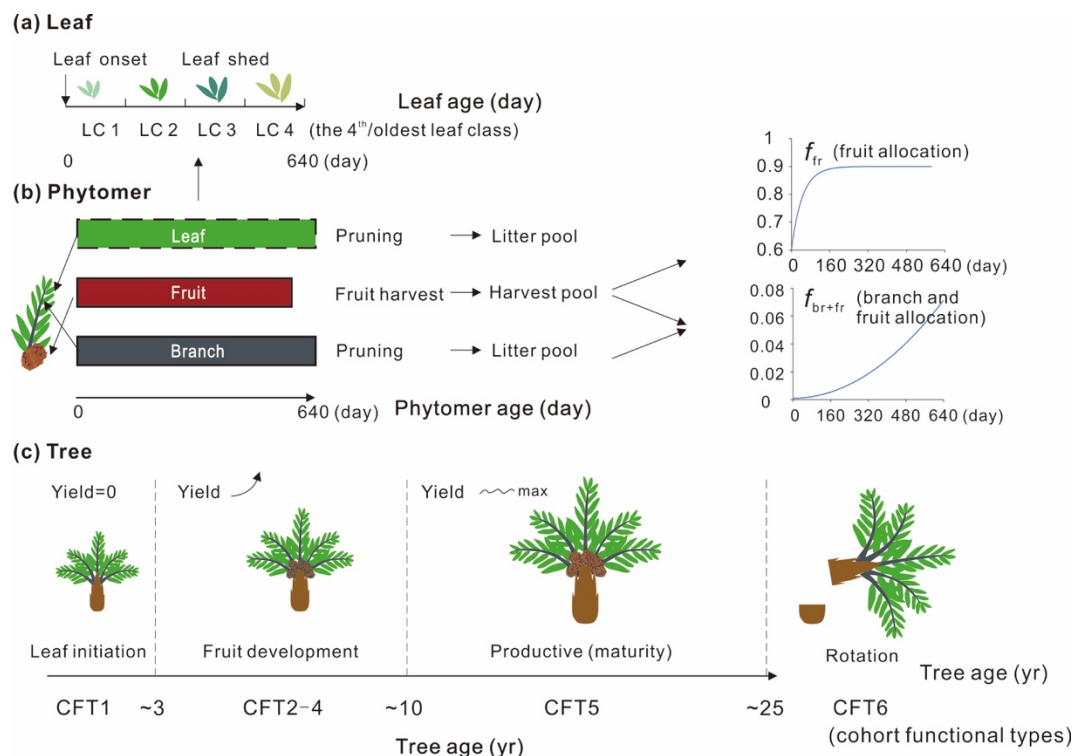 (a) Leaf
Leaf onset
Leaf shed
Leaf age (day)
LC 1
LC 2
LC 3
LC 4
(the 4th/oldest leaf class)
0
640 (day)
(b) Phytomer
Leaf
Pruning
Litter pool
Fruit
Fruit harvest
Harvest pool
Branch
Pruning
Litter pool
0
640 (day)
Phytomer age (day)
1
0.9
0.8
0.7
0.6
ffr (fruit allocation)
0
160
320
480
640 (day)
0.08
0.06
0.04
0.02
0
fbr+fr (branch and
fruit allocation)
0
160
320
480
640 (day)
(c) Tree
Yield=0
Yield
Yield
max
Leaf initiation
Fruit development
Productive (maturity)
Rotation
Tree age (yr)
CFT1
~3
CFT2-4
~10
CFT5
~25
CFT6
(cohort functional types)
Tree age (yr)